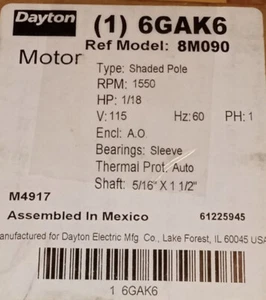 Dayton (1) 6GAK6
Ref Model: 8M090
Motor
Type: Shaded Pole
RPM: 1550
HP: 1/18
V: 115 Hz: 60 PH: 1
Encl: A.O.
Bearings: Sleeve
Thermal Prot: Auto
Shaft: 5/16" X 1 1/2"
M4917
Assembled In Mexico 61225945
anufactured for Dayton Electric Mfg Co., Lake Forest, IL 60045 USA
1 6GAK6